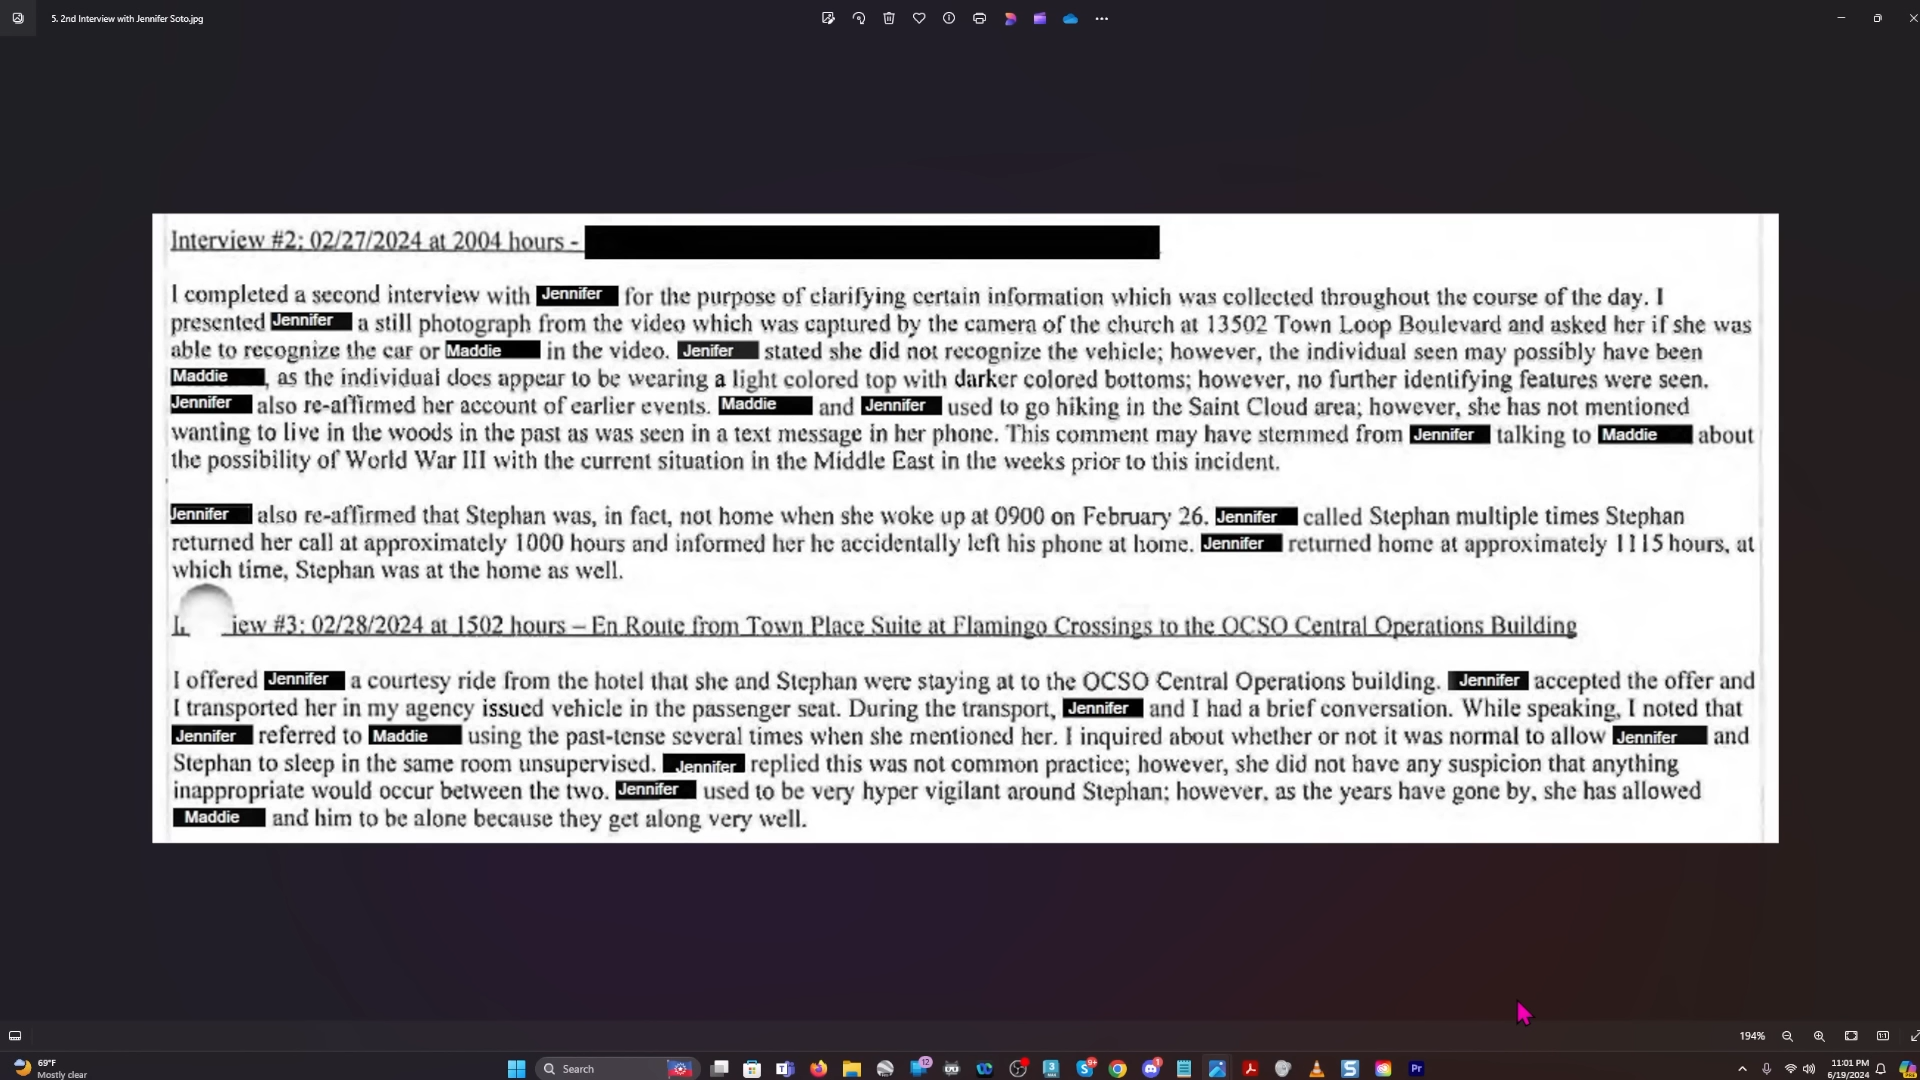 5. 2nd Interview with Jennifer Soto.jpg
Interview #2: 02/27/2024 at 2004 hours -
I completed a second interview with Jennifer for the purpose of clarifying certain information which was collected throughout the course of the day. I
presented Jennifer a still photograph from the video which was captured by the camera of the church at 13502 Town Loop Boulevard and asked her if she was
able to recognize the car or Maddie in the video. Jenifer stated she did not recognize the vehicle; however, the individual seen may possibly have been
Maddie, as the individual does appear to be wearing a light colored top with darker colored bottoms; however, no further identifying features were seen.
Jennifer also re-affirmed her account of earlier events. Maddie and Jennifer used to go hiking in the Saint Cloud area; however, she has not mentioned
wanting to live in the woods in the past as was seen in a text message in her phone. This comment may have stemmed from Jennifer talking to Maddie about
the possibility of World War III with the current situation in the Middle East in the weeks prior to this incident.
Jennifer also re-affirmed that Stephan was, in fact, not home when she woke up at 0900 on February 26. Jennifer called Stephan multiple times Stephan
returned her call at approximately 1000 hours and informed her he accidentally left his phone at home. Jennifer returned home at approximately 1115 hours, at
which time, Stephan was at the home as well.
iew #3: 02/28/2024 at 1502 hours – En Route from Town Place Suite at Flamingo Crossings to the OCSO Central Operations Building
I offered Jennifer a courtesy ride from the hotel that she and Stephan were staying at to the OCSO Central Operations building. Jennifer accepted the offer and
I transported her in my agency issued vehicle in the passenger seat. During the transport, Jennifer and I had a brief conversation. While speaking, I noted that
Jennifer referred to Maddie using the past-tense several times when she mentioned her. I inquired about whether or not it was normal to allow Jennifer and
Stephan to sleep in the same room unsupervised. Jennifer replied this was not common practice; however, she did not have any suspicion that anything
inappropriate would occur between the two. Jennifer used to be very hyper vigilant around Stephan; however, as the years have gone by, she has allowed
Maddie and him to be alone because they get along very well.
194%
69°F
Mostly clear
Search
12
9+
1
11:01 PM
6/19/2024